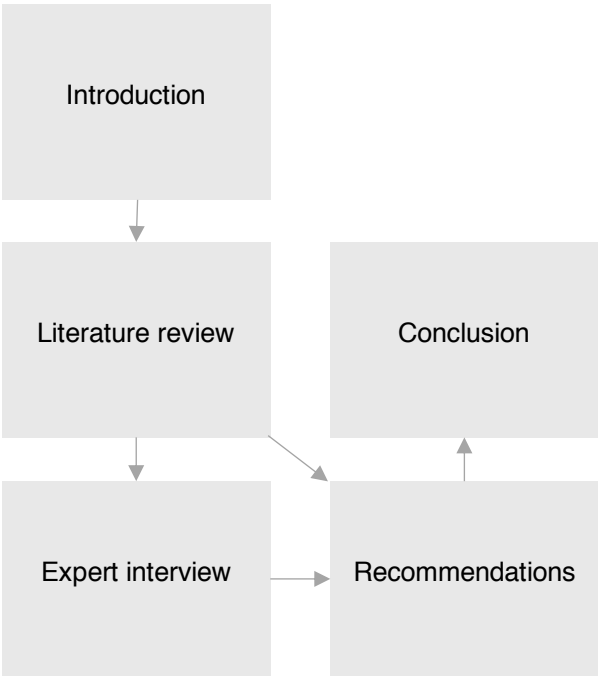 Introduction
Literature review
Conclusion
Expert interview
Recommendations